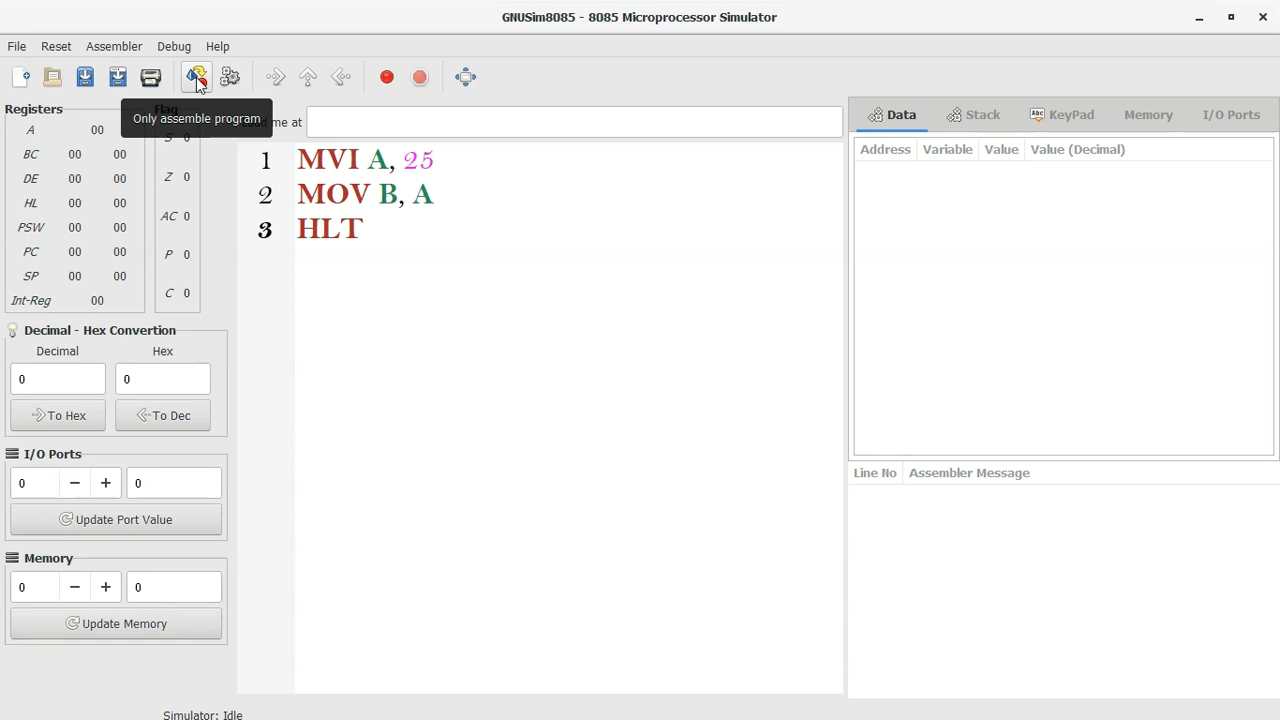 GNUSim8085 - 8085 Microprocessor Simulator
File Reset Assembler Debug Help
Registers
A 00
BC 00 00
DE 00 00
HL 00 00
PSW 00 00
PC 00 00
SP 00 00
Int-Reg 00
Flag
S 0
Z 0
AC 0
P 0
C 0
Only assemble program
me at
1 MVI A, 25
2 MOV B, A
3 HLT
Decimal - Hex Convertion
Decimal Hex
0 0
To Hex To Dec
I/O Ports
0 − + 0
Update Port Value
Memory
0 − + 0
Update Memory
Data Stack Abc KeyPad Memory I/O Ports
Address Variable Value Value (Decimal)
Line No Assembler Message
Simulator: Idle